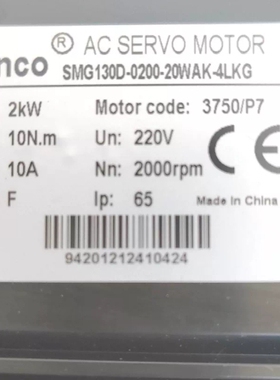 nco ® AC SERVO MOTOR
SMG130D-0200-20WAK-4LKG
2kW Motor code: 3750/P7
10N.m Un: 220V
10A Nn: 2000rpm
F Ip: 65 Made In China
94201212410424